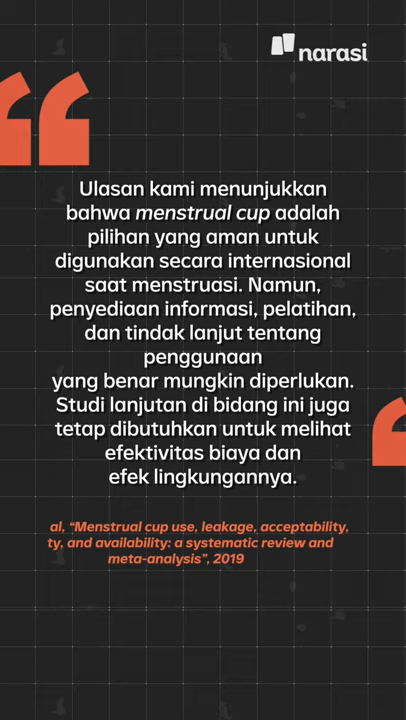 narasi
Ulasan kami menunjukkan
bahwa menstrual cup adalah
pilihan yang aman untuk
digunakan secara internasional
saat menstruasi. Namun,
penyediaan informasi, pelatihan,
dan tindak lanjut tentang
penggunaan
yang benar mungkin diperlukan.
Studi lanjutan di bidang ini juga
tetap dibutuhkan untuk melihat
efektivitas biaya dan
efek lingkungannya.
al, “Menstrual cup use, leakage, acceptability,
ty, and availability: a systematic review and
meta-analysis”, 2019